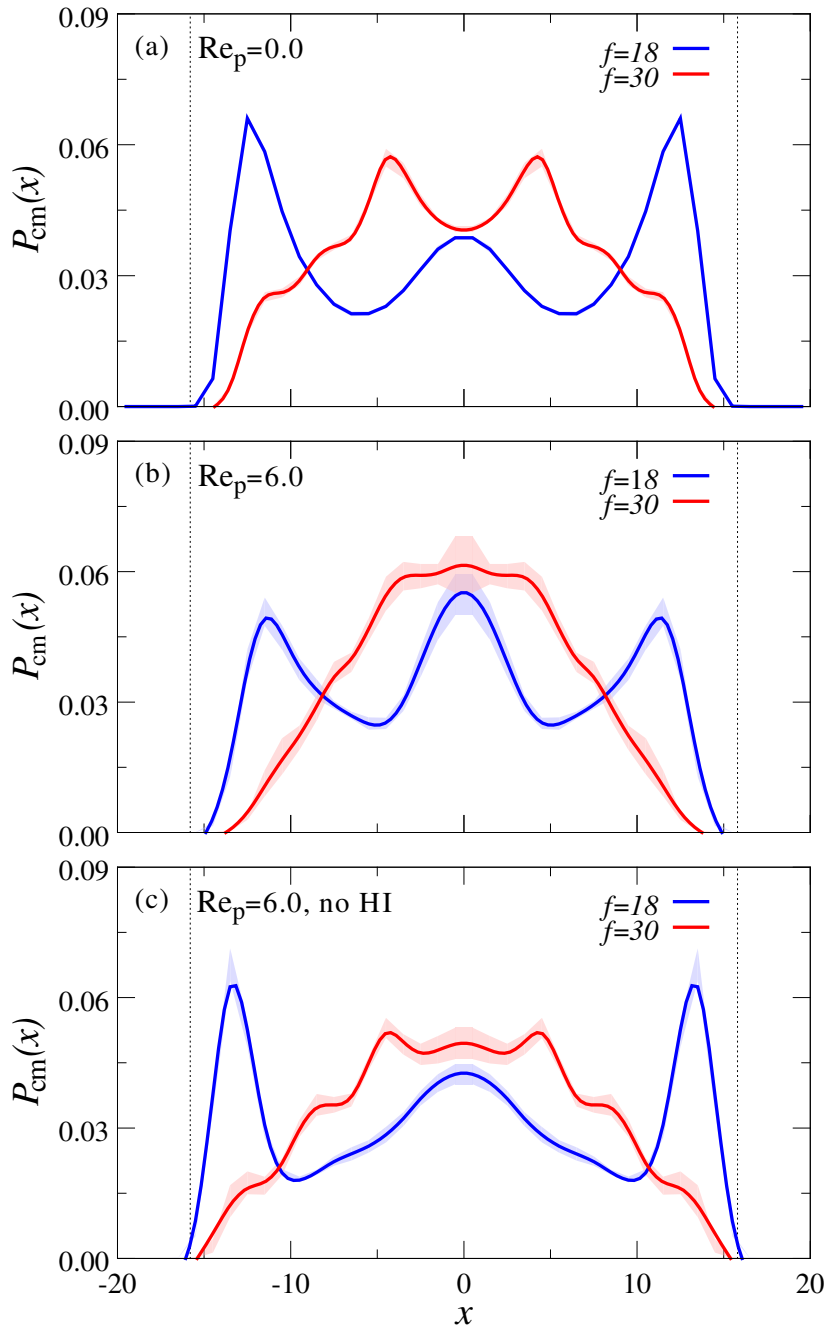 0.09
(a) Re_p=0.0
f=18
f=30
0.06
P_cm(x)
0.03
0.00
0.09
(b) Re_p=6.0
f=18
f=30
0.06
P_cm(x)
0.03
0.00
0.09
(c) Re_p=6.0, no HI
f=18
f=30
0.06
P_cm(x)
0.03
0.00
-20 -10 0 10 20
x